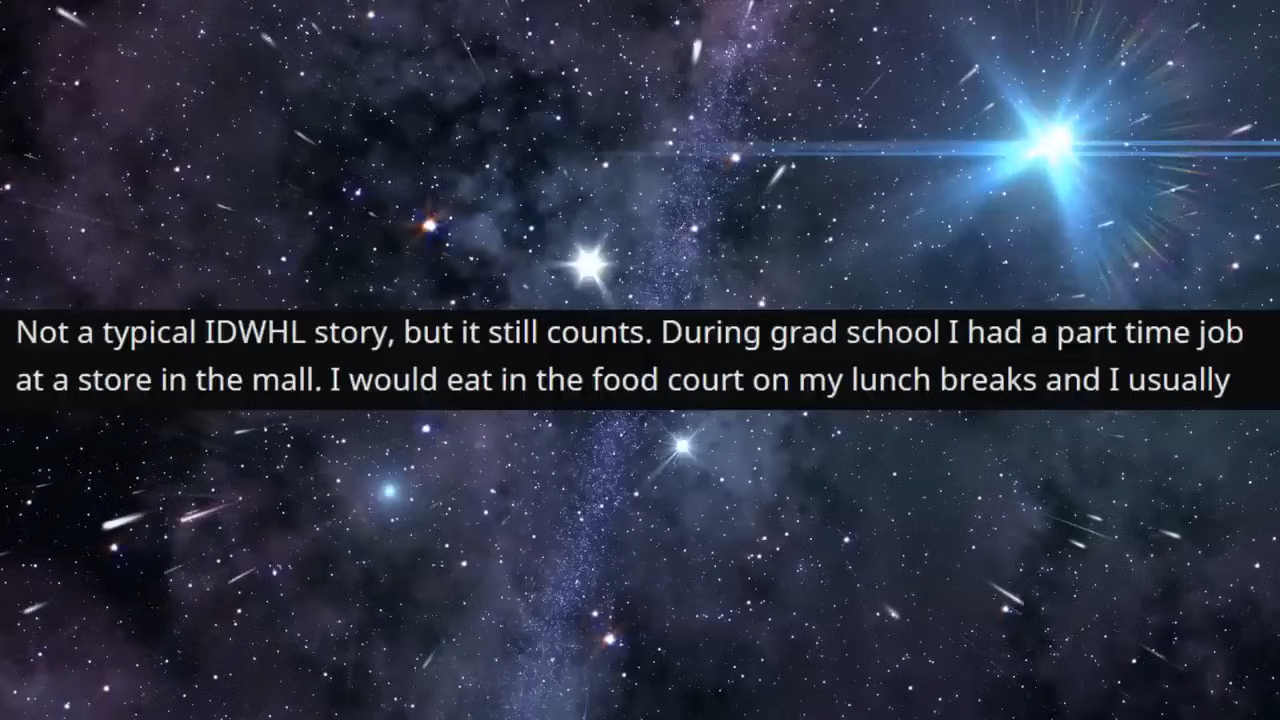 Not a typical IDWHL story, but it still counts. During grad school I had a part time job
at a store in the mall. I would eat in the food court on my lunch breaks and I usually